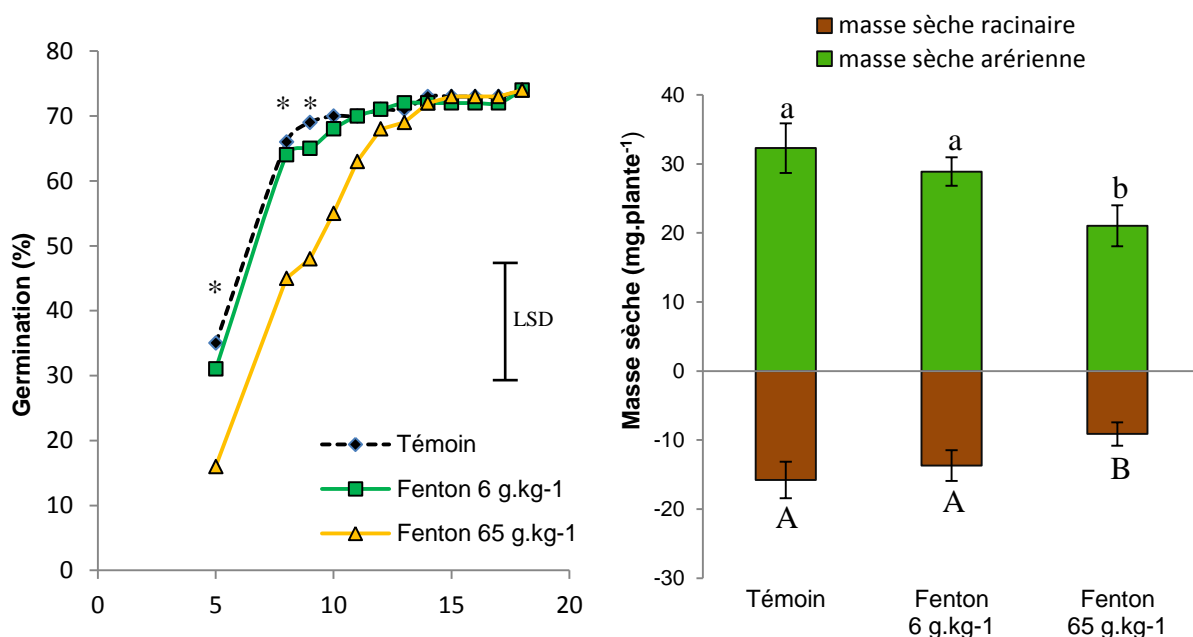 Germination (%)
80
70
60
50
40
30
20
10
0
* *
*
LSD
Témoin
Fenton 6 g.kg-1
Fenton 65 g.kg-1
0 5 10 15 20
masse sèche racinaire
masse sèche arérienne
Masse sèche (mg.plante-1)
40
30
20
10
0
-10
-20
-30
a
a
b
A
A
B
Témoin
Fenton
6 g.kg-1
Fenton
65 g.kg-1